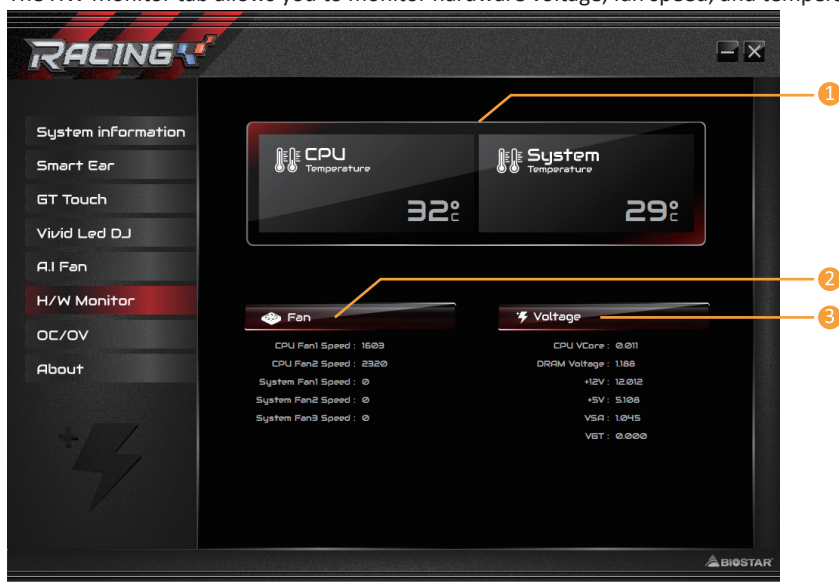 The H/W Monitor tab allows you to monitor hardware voltage, fan speed, and
RACING
1
System information
Smart Ear
GT Touch
Vivid Led DJ
A.I Fan
H/W Monitor
OC/OV
About
CPU
Temperature
32°C
System
Temperature
29°C
2
Fan
CPU Fan1 Speed : 1603
CPU Fan2 Speed : 2320
System Fan1 Speed : 0
System Fan2 Speed : 0
System Fan3 Speed : 0
3
Voltage
CPU VCore : 0.011
DRAM Voltage : 1.188
+12V : 12.012
+5V : 5.108
VSA : 1.045
VGT : 0.000
BIOSTAR